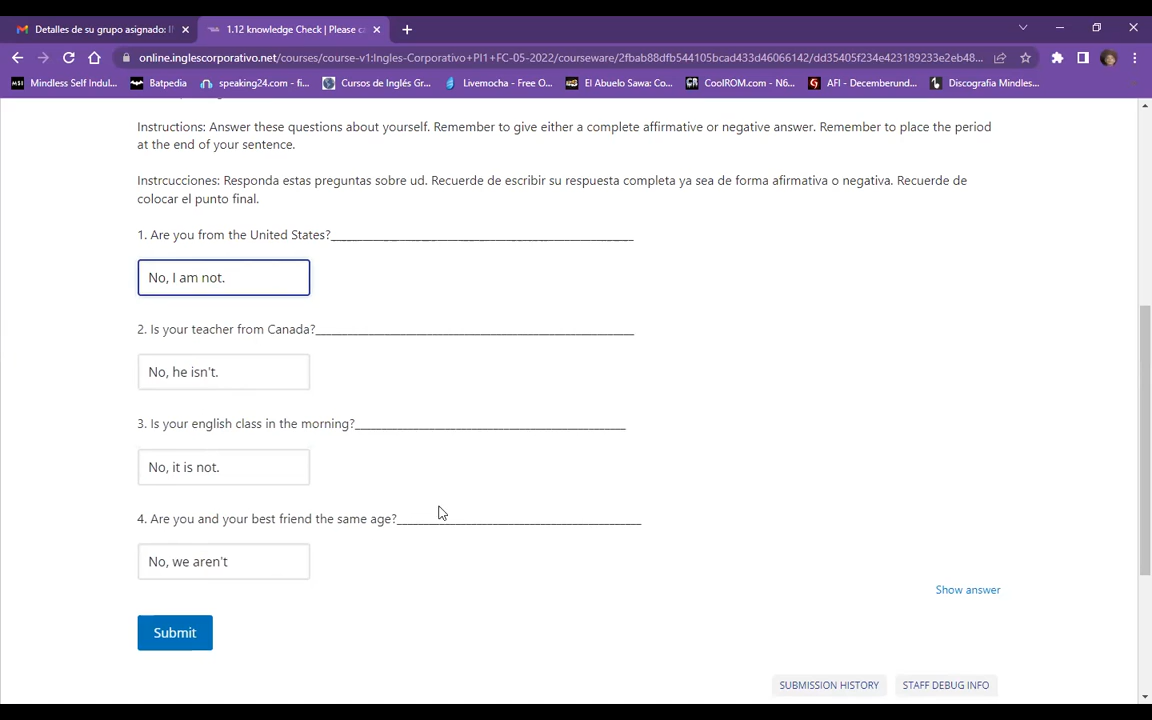 Detalles de su grupo asignado: I
1.12 knowledge Check | Please c
online.inglescorporativo.net/courses/course-v1:Ingles-Corporativo+PI1+FC-05-2022/courseware/2fbab88dfb544105bcad433d46066142/dd35405f234e423189233e2eb48...
Mindless Self Indul...
Batpedia
speaking24.com - fi...
Cursos de Inglés Gr...
Livemocha - Free O...
El Abuelo Sawa: Co...
CoolROM.com - N6...
AFI - Decemberund...
Discografia Mindles...
Instructions: Answer these questions about yourself. Remember to give either a complete affirmative or negative answer. Remember to place the period
at the end of your sentence.
Instrcucciones: Responda estas preguntas sobre ud. Recuerde de escribir su respuesta completa ya sea de forma afirmativa o negativa. Recuerde de
colocar el punto final.
1. Are you from the United States?
No, I am not.
2. Is your teacher from Canada?
No, he isn't.
3. Is your english class in the morning?
No, it is not.
4. Are you and your best friend the same age?
No, we aren't
Show answer
Submit
SUBMISSION HISTORY
STAFF DEBUG INFO